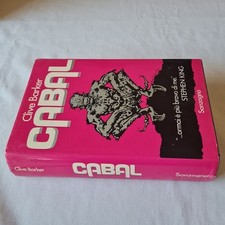 Clive Barker
CABAL
"...ormai è più bravo di me"
STEPHEN KING
Sonzogno
Clive Barker
CABAL
Sonzogno